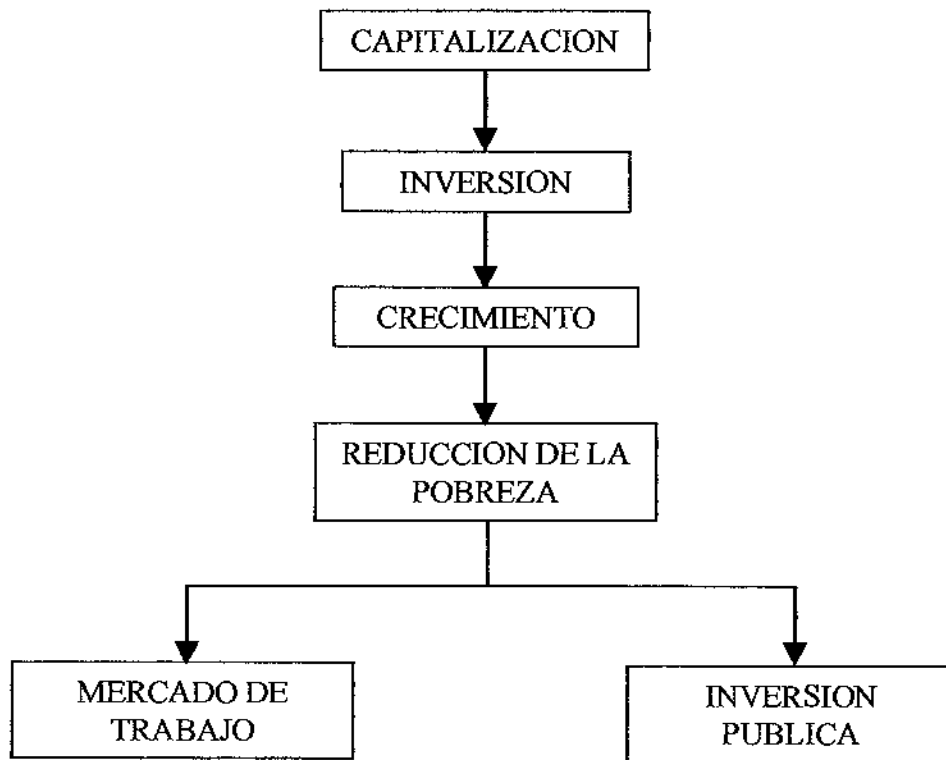 CAPITALIZACION
INVERSION
CRECIMIENTO
REDUCCION DE LA
POBREZA
MERCADO DE
TRABAJO
INVERSION
PUBLICA